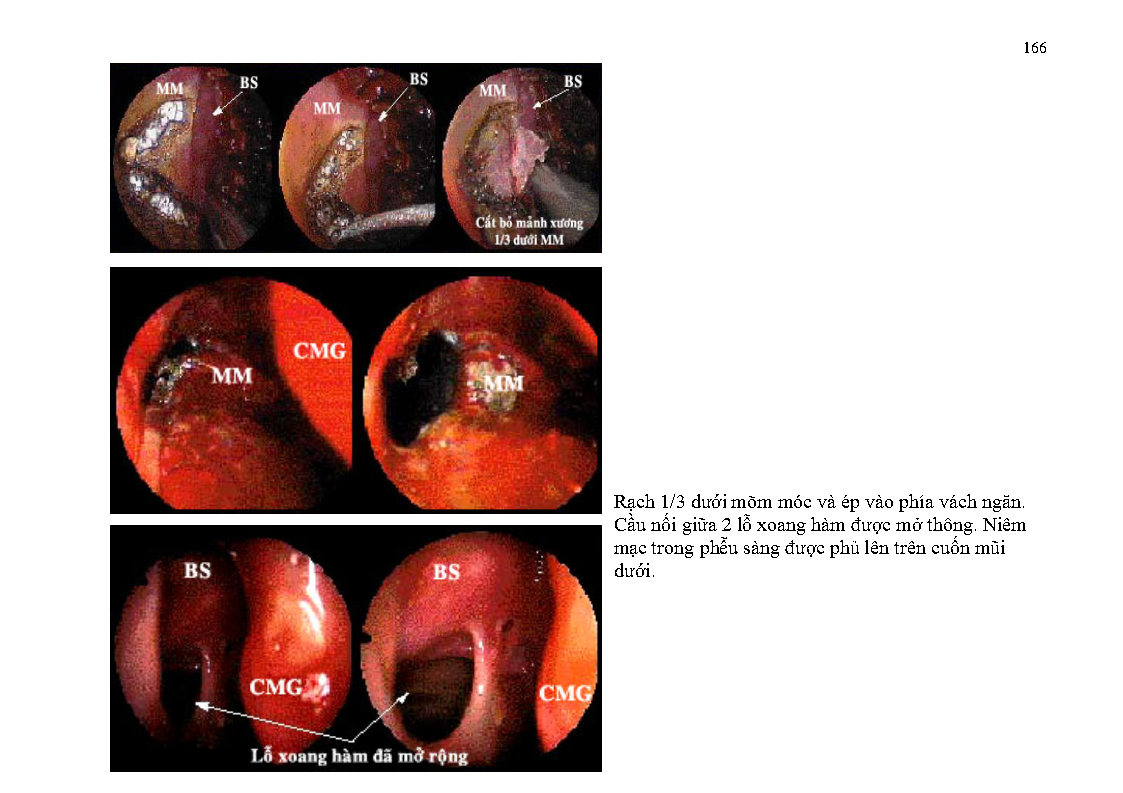 166
MM
BS
MM
BS
MM
BS
Cắt bỏ mảnh xương
1/3 dưới MM
CMG
MM
MM
Rạch 1/3 dưới mõm móc và ép vào phía vách ngăn.
Cầu nối giữa 2 lỗ xoang hàm được mở thông. Niêm
mạc trong phễu sàng được phủ lên trên cuốn mũi
dưới.
BS
CMG
BS
CMG
Lỗ xoang hàm đã mở rộng